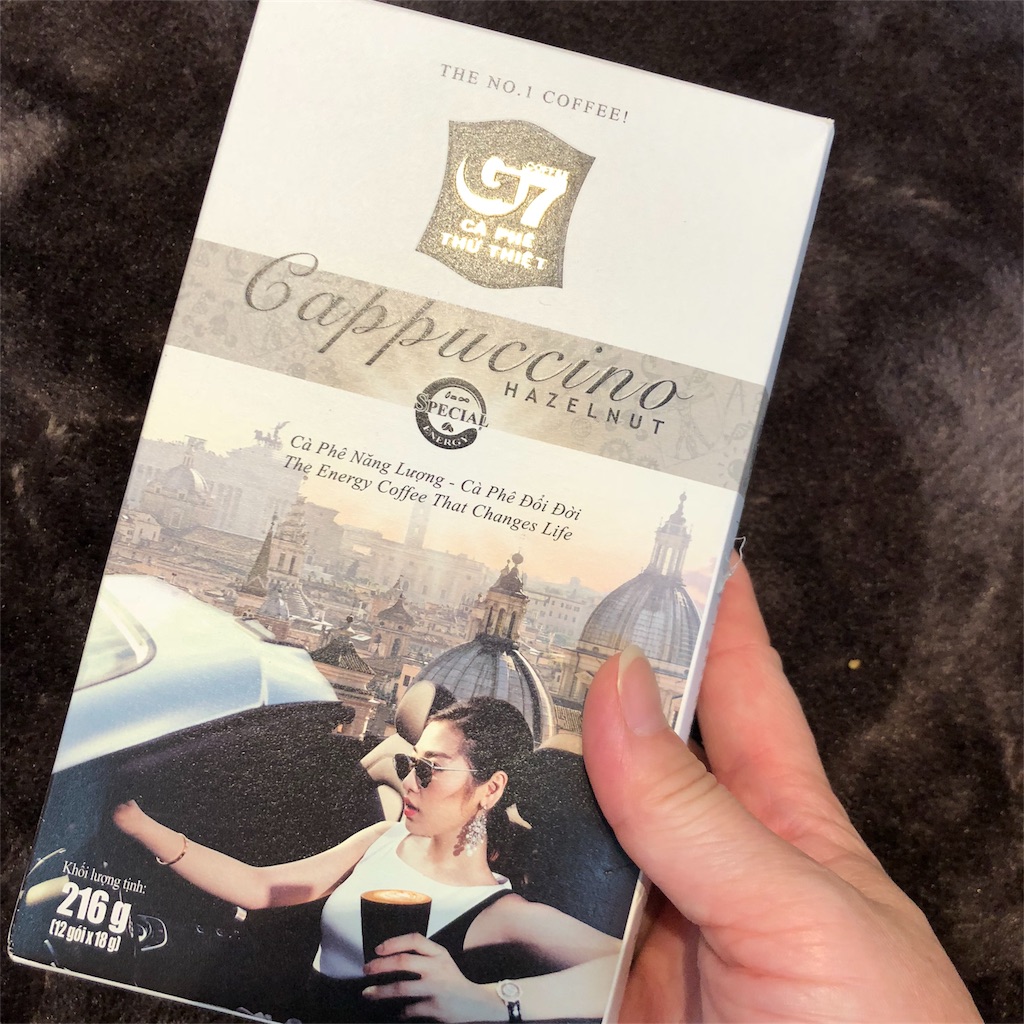 THE NO.1 COFFEE!
G7
COFFEE
CÀ PHÊ
THỨ THIỆT
Cappuccino
HAZELNUT
SPECIAL
ENERGY
Cà Phê Năng Lượng - Cà Phê Đổi Đời
The Energy Coffee That Changes Life
Khối lượng tịnh:
216 g
(12 gói x 18 g)